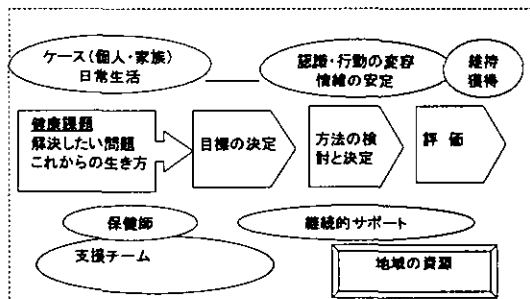 ケース(個人・家族)
日常生活
認識・行動の変容
情緒の安定
維持
獲得
健康課題
解決したい問題
これからの生き方
目標の決定
方法の検
討と決定
評 価
保健師
支援チーム
継続的サポート
地域の資源